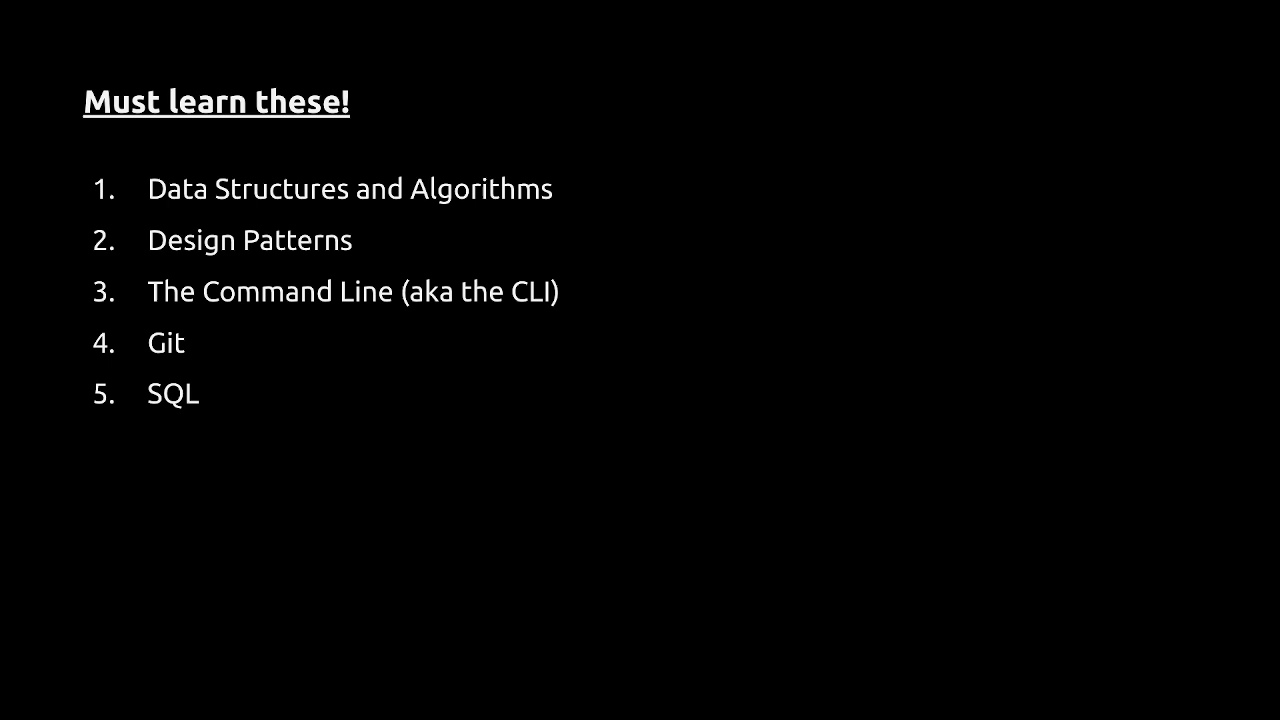 Must learn these!
1. Data Structures and Algorithms
2. Design Patterns
3. The Command Line (aka the CLI)
4. Git
5. SQL